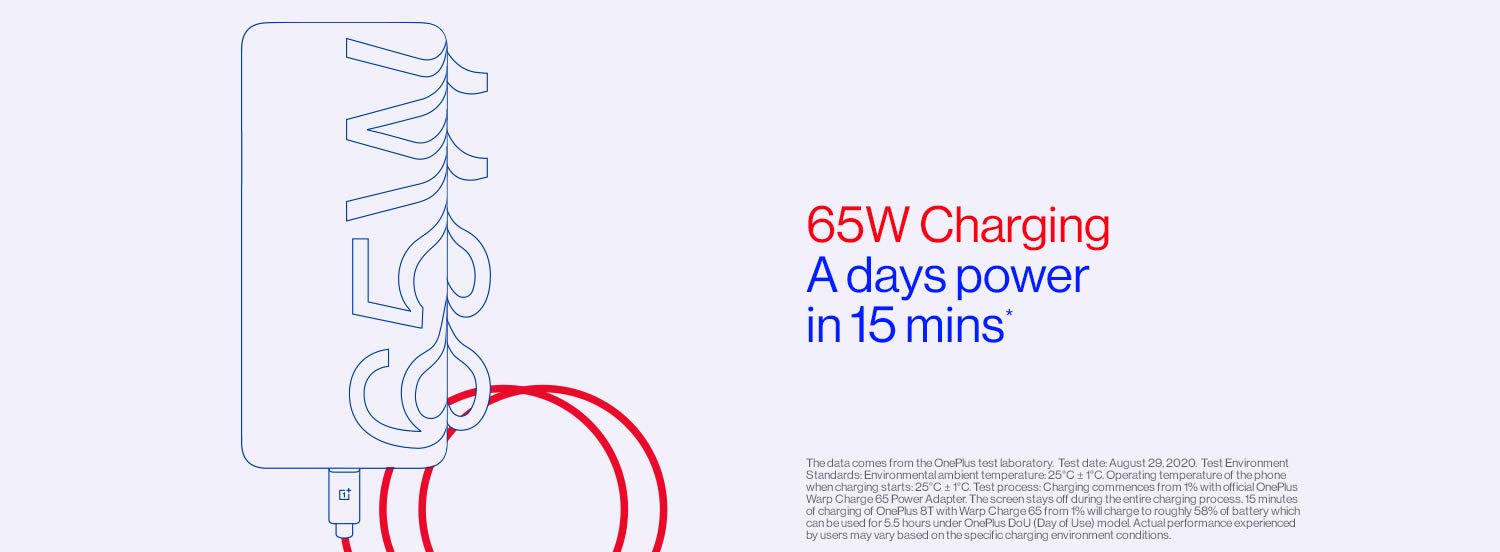 65W
65W Charging
A days power
in 15 mins*
The data comes from the OnePlus test laboratory. Test date: August 29, 2020. Test Environment
Standards: Environmental ambient temperature: 25°C ± 1°C. Operating temperature of the phone
when charging starts: 25°C ± 1°C. Test process: Charging commences from 1% with official OnePlus
Warp Charge 65 Power Adapter. The screen stays off during the entire charging process. 15 minutes
of charging of OnePlus 8T with Warp Charge 65 from 1% will charge to roughly 58% of battery which
can be used for 5.5 hours under OnePlus DoU (Day of Use) model. Actual performance experienced
by users may vary based on the specific charging environment conditions.